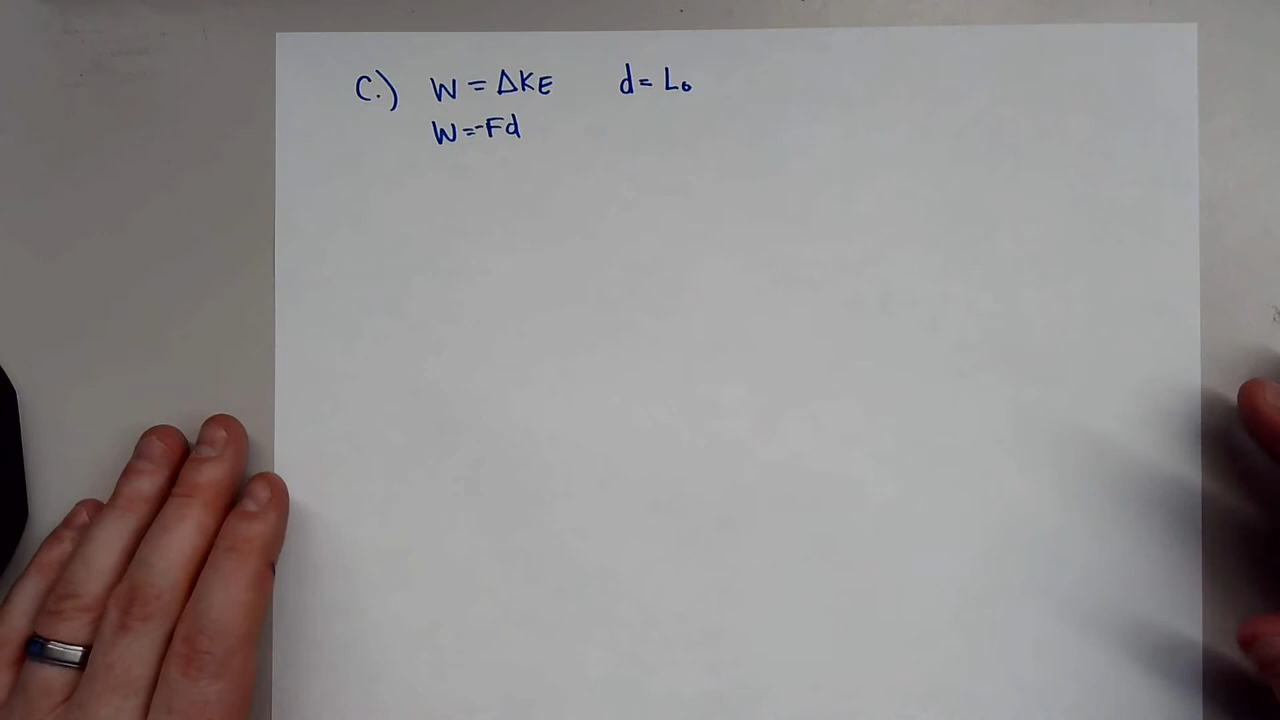 C.) W = ΔKE d = L₀
W = -Fd